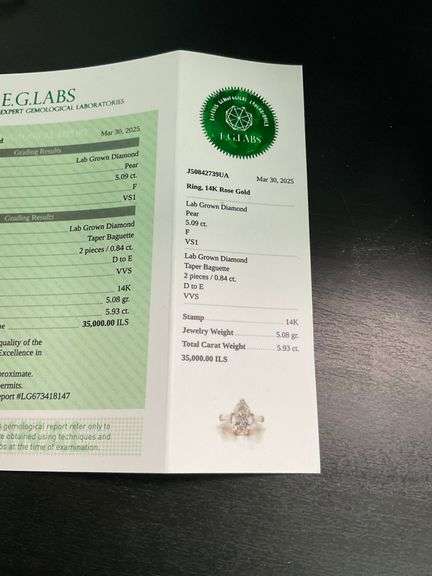 E.G.LABS
EXPERT GEMOLOGICAL LABORATORIES
Mar 30, 2025
Grading Results
Lab Grown Diamond
Pear
5.09 ct.
F
VS1
Grading Results
Lab Grown Diamond
Taper Baguette
2 pieces / 0.84 ct.
D to E
VVS
14K
5.08 gr.
5.93 ct.
35,000.00 ILS
quality of the
Excellence in
proximate.
permits.
report #LG673418147
gemological report refer only to
e obtained using techniques and
bs at the time of examination.
E.G.LABS
J50842739UA
Mar 30, 2025
Ring, 14K Rose Gold
Lab Grown Diamond
Pear
5.09 ct.
F
VS1
Lab Grown Diamond
Taper Baguette
2 pieces / 0.84 ct.
D to E
VVS
Stamp 14K
Jewelry Weight 5.08 gr.
Total Carat Weight 5.93 ct.
35,000.00 ILS